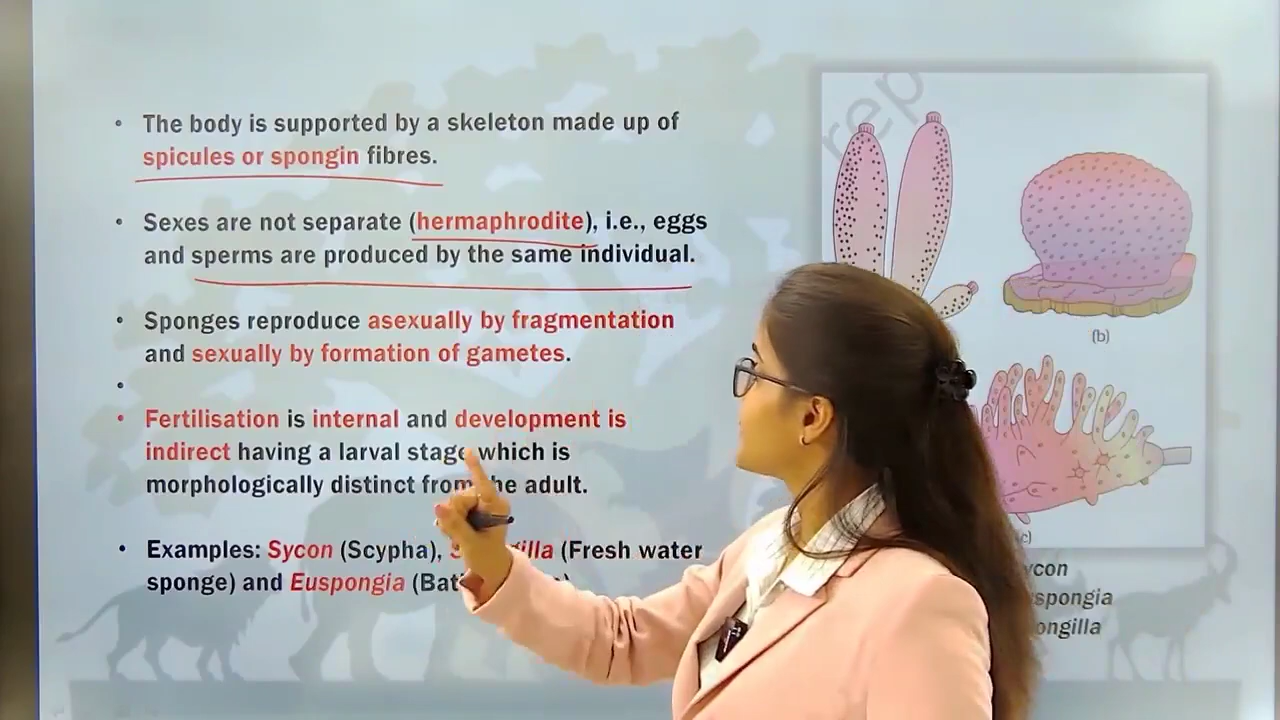 • The body is supported by a skeleton made up of
spicules or spongin fibres.
• Sexes are not separate (hermaphrodite), i.e., eggs
and sperms are produced by the same individual.
• Sponges reproduce asexually by fragmentation
and sexually by formation of gametes.
•
• Fertilisation is internal and development is
indirect having a larval stage which is
morphologically distinct from the adult.
• Examples: Sycon (Scypha), (Fresh water
sponge) and Euspongia
rep
(b)
c)
ycon
spongia
ongilla